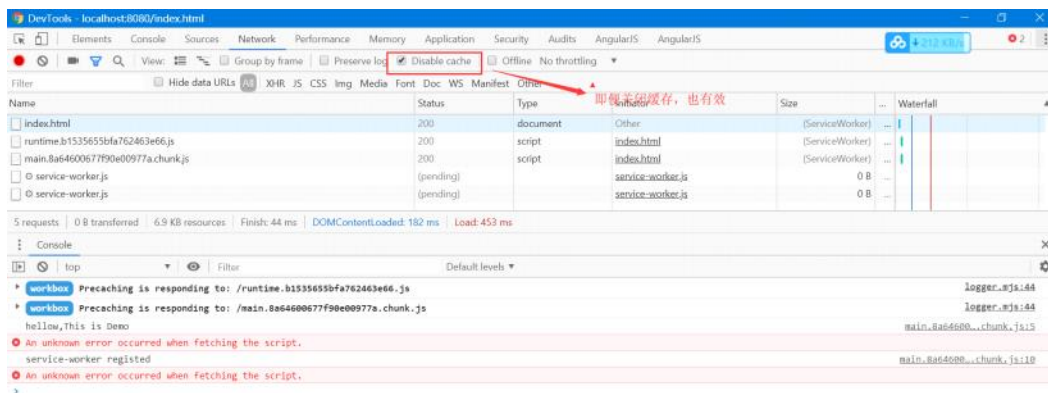 DevTools - localhost:8080/index.html
Elements Console Sources Network Performance Memory Application Security Audits AngularJS AngularJS 2
View: Group by frame Preserve log Disable cache Offline No throttling
212 KB/s
Filter Hide data URLs All XHR JS CSS Img Media Font Doc WS Manifest Other
即便关闭缓存，也有效
Name Status Type Initiator Size ... Waterfall
index.html 200 document Other (ServiceWorker) ...
runtime.b1535655bfa762463e66.js 200 script index.html (ServiceWorker) ...
main.8a64600677f90e00977a.chunk.js 200 script index.html (ServiceWorker) ...
service-worker.js (pending) service-worker.js 0 B ...
service-worker.js (pending) service-worker.js 0 B ...
5 requests 0 B transferred 6.9 KB resources Finish: 44 ms DOMContentLoaded: 182 ms Load: 453 ms
Console
top Filter Default levels
workbox Precaching is responding to: /runtime.b1535655bfa762463e66.js logger.mjs:44
workbox Precaching is responding to: /main.8a64600677f90e00977a.chunk.js logger.mjs:44
hellow,This is Demo main.8a64600…chunk.js:5
An unknown error occurred when fetching the script.
service-worker registed main.8a64600…chunk.js:10
An unknown error occurred when fetching the script.